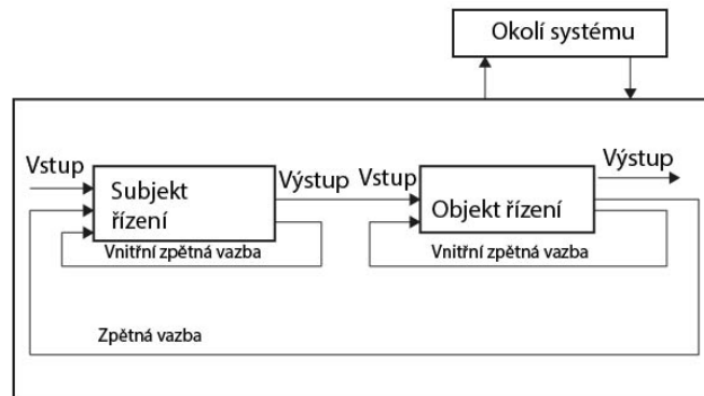 Okolí systému
Vstup
Subjekt
řízení
Výstup
Vstup
Objekt řízení
Výstup
Vnitřní zpětná vazba
Vnitřní zpětná vazba
Zpětná vazba